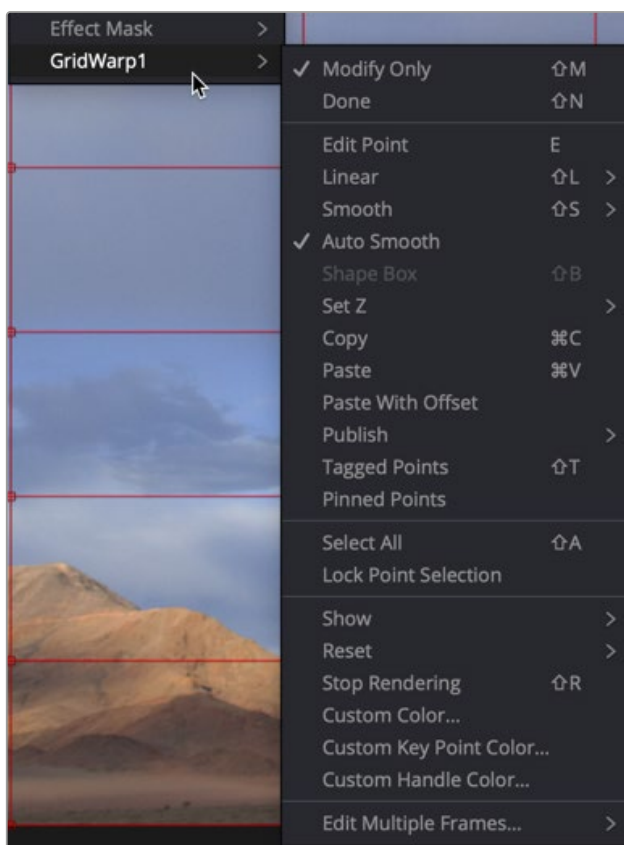 Effect Mask >
GridWarp1 >
✓ Modify Only ⇧M
Done ⇧N
Edit Point E
Linear ⇧L >
Smooth ⇧S >
✓ Auto Smooth
Shape Box ⇧B
Set Z >
Copy ⌘C
Paste ⌘V
Paste With Offset
Publish >
Tagged Points ⇧T
Pinned Points
Select All ⇧A
Lock Point Selection
Show >
Reset >
Stop Rendering ⇧R
Custom Color...
Custom Key Point Color...
Custom Handle Color...
Edit Multiple Frames... >